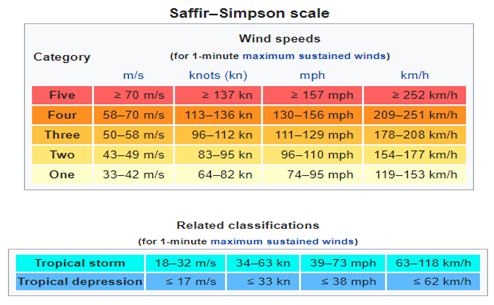 Saffir–Simpson scale
Wind speeds
Category (for 1-minute maximum sustained winds)
m/s knots (kn) mph km/h
Five ≥ 70 m/s ≥ 137 kn ≥ 157 mph ≥ 252 km/h
Four 58–70 m/s 113–136 kn 130–156 mph 209–251 km/h
Three 50–58 m/s 96–112 kn 111–129 mph 178–208 km/h
Two 43–49 m/s 83–95 kn 96–110 mph 154–177 km/h
One 33–42 m/s 64–82 kn 74–95 mph 119–153 km/h
Related classifications
(for 1-minute maximum sustained winds)
Tropical storm 18–32 m/s 34–63 kn 39–73 mph 63–118 km/h
Tropical depression ≤ 17 m/s ≤ 33 kn ≤ 38 mph ≤ 62 km/h